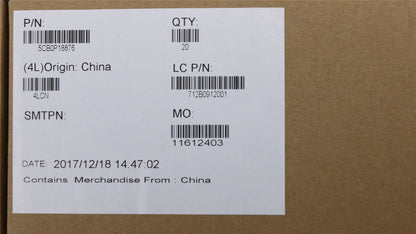 P/N: QTY:
5CB0P18876 20
(4L)Origin: China LC P/N:
4LCN 712B0912001
SMTPN: MO:
11612403
DATE: 2017/12/18 14:47:02
Contains Merchandise From : China